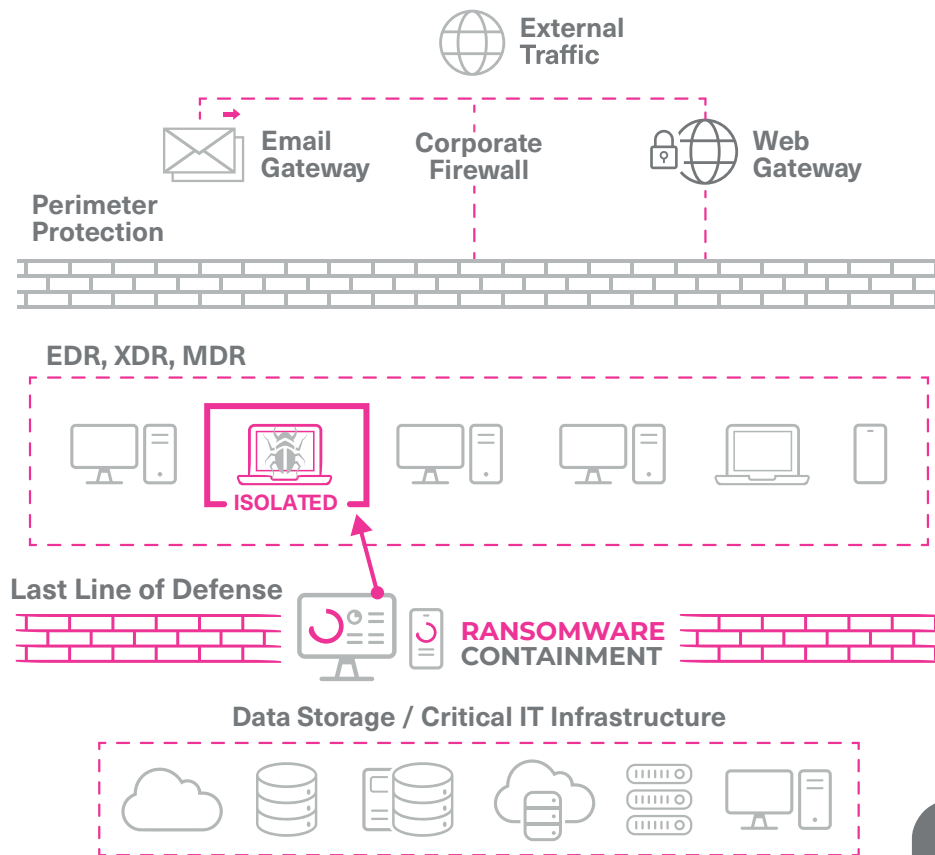 External
Traffic
Email
Gateway
Corporate
Firewall
Web
Gateway
Perimeter
Protection
EDR, XDR, MDR
ISOLATED
Last Line of Defense
RANSOMWARE
CONTAINMENT
Data Storage / Critical IT Infrastructure